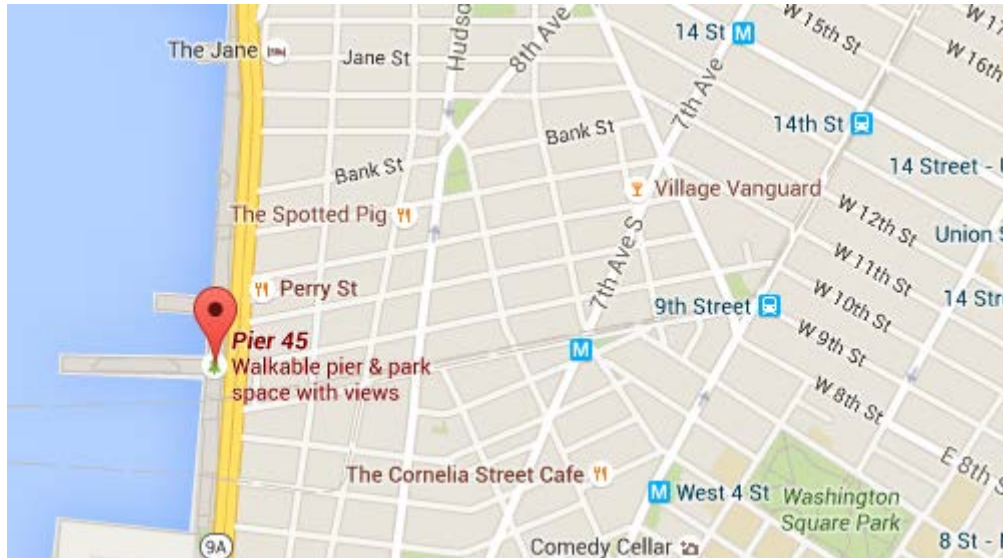 The Jane
Jane St
Hudso
8th Ave
14 St M
W 15th St
W 17
W 16th
7th Ave
14th St
Bank St
Bank St
14 Street - U
Village Vanguard
The Spotted Pig
W 12th St
Union S
7th Ave S
W 11th St
Perry St
9th Street
W 10th St
14 Str
Pier 45
Walkable pier & park
space with views
M
W 9th St
W 8th St
E 8th S
The Cornelia Street Cafe
M West 4 St
Washington
Square Park
9A
Comedy Cellar
8 St -